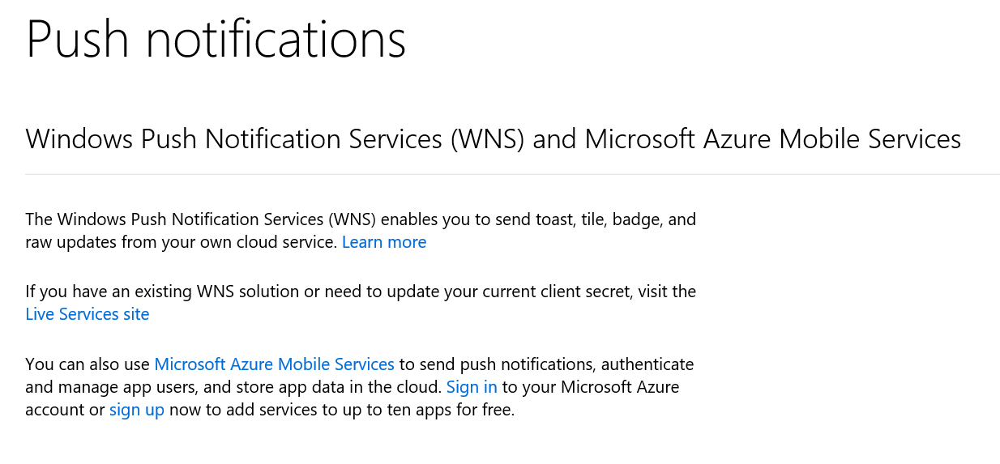 Push notifications
Windows Push Notification Services (WNS) and Microsoft Azure Mobile Services
The Windows Push Notification Services (WNS) enables you to send toast, tile, badge, and
raw updates from your own cloud service. Learn more
If you have an existing WNS solution or need to update your current client secret, visit the
Live Services site
You can also use Microsoft Azure Mobile Services to send push notifications, authenticate
and manage app users, and store app data in the cloud. Sign in to your Microsoft Azure
account or sign up now to add services to up to ten apps for free.